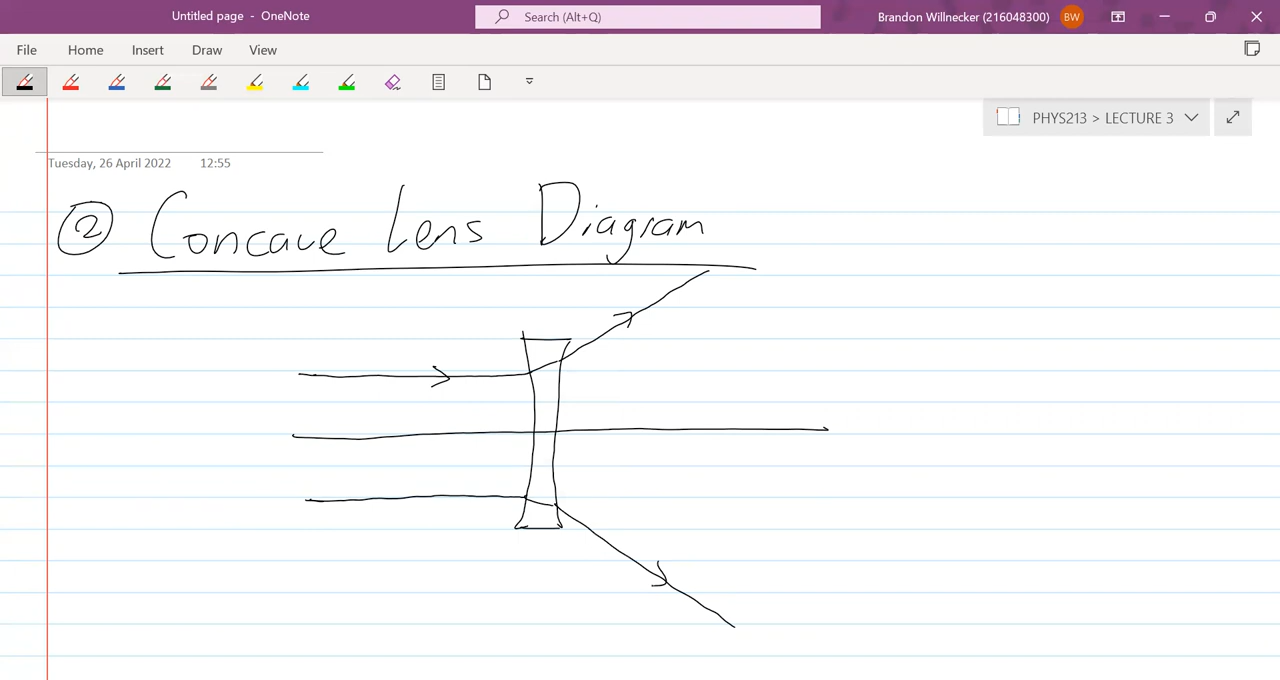 Untitled page - OneNote
Search (Alt+Q)
Brandon Willnecker (216048300)
BW
File Home Insert Draw View
PHYS213 > LECTURE 3
Tuesday, 26 April 2022 12:55
② Concave Lens Diagram